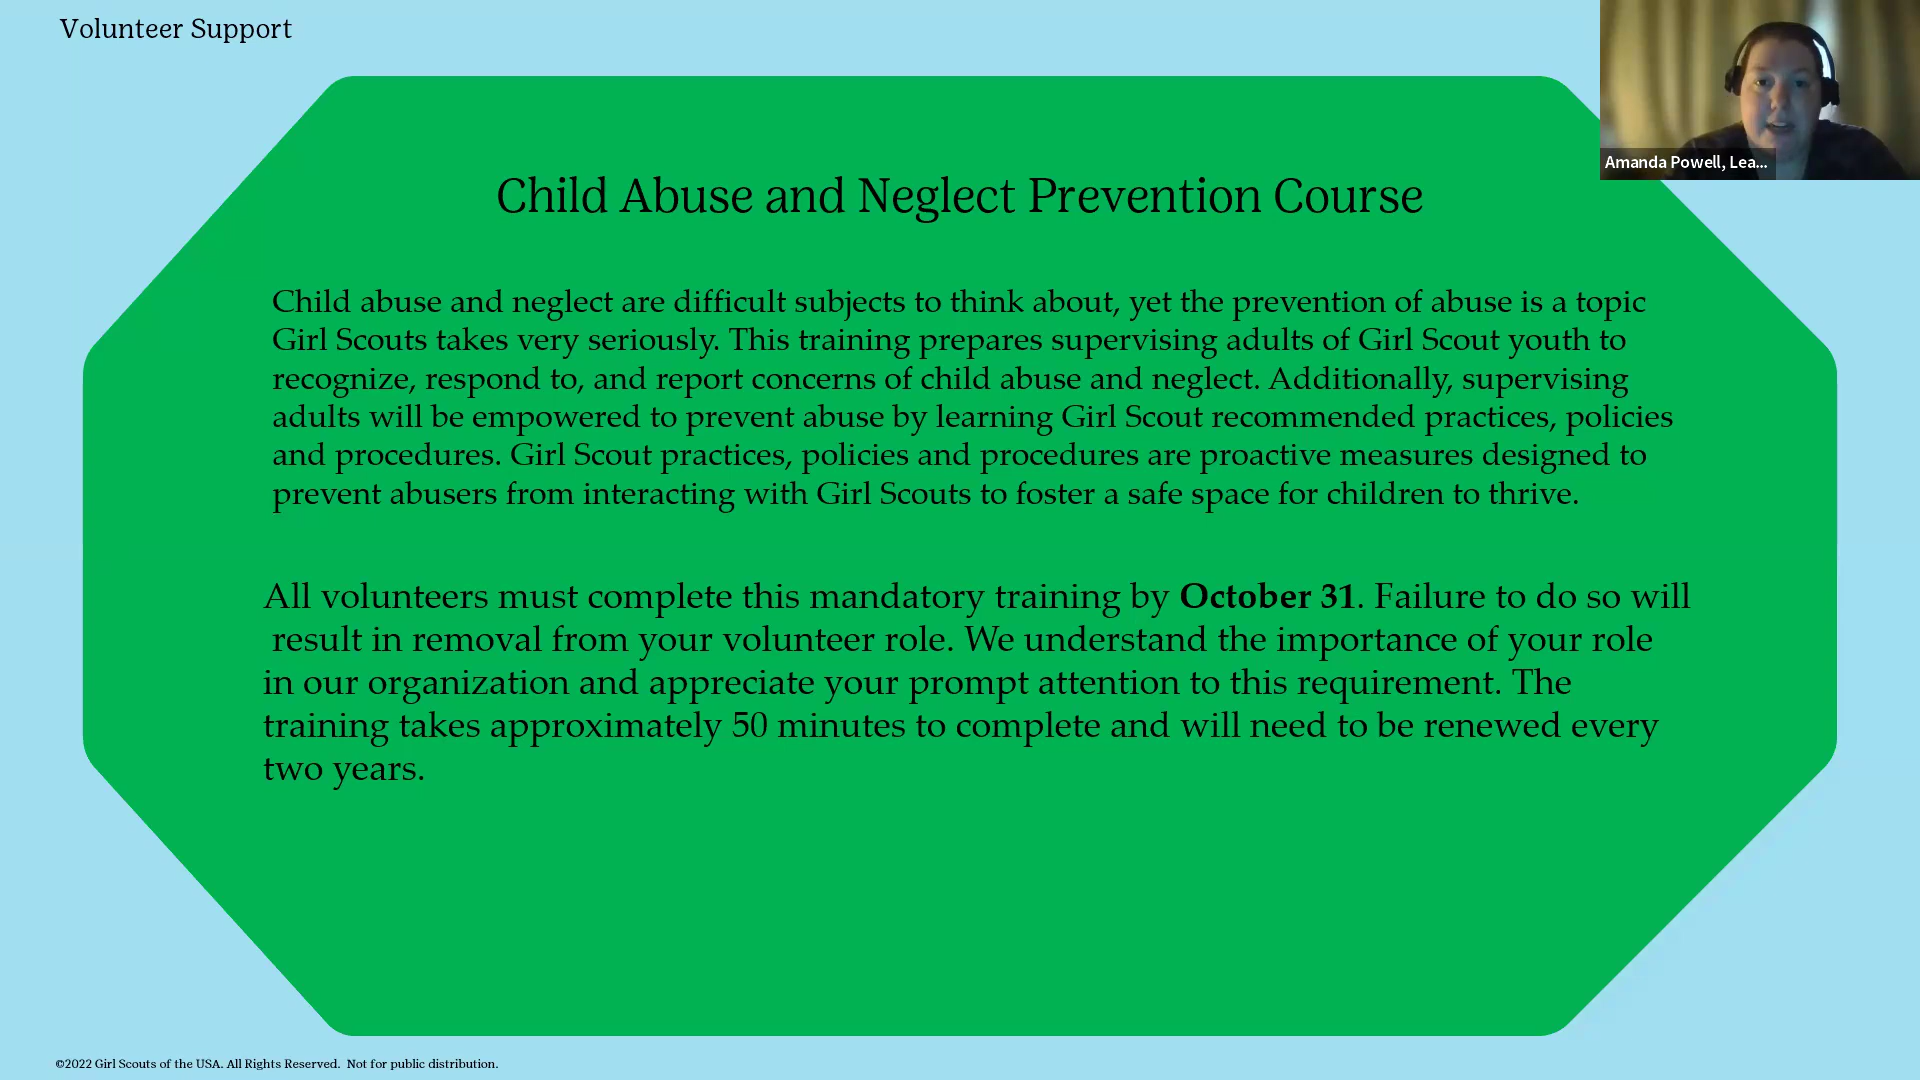 Volunteer Support
Amanda Powell, Lea...
Child Abuse and Neglect Prevention Course
Child abuse and neglect are difficult subjects to think about, yet the prevention of abuse is a topic
Girl Scouts takes very seriously. This training prepares supervising adults of Girl Scout youth to
recognize, respond to, and report concerns of child abuse and neglect. Additionally, supervising
adults will be empowered to prevent abuse by learning Girl Scout recommended practices, policies
and procedures. Girl Scout practices, policies and procedures are proactive measures designed to
prevent abusers from interacting with Girl Scouts to foster a safe space for children to thrive.
All volunteers must complete this mandatory training by October 31. Failure to do so will
result in removal from your volunteer role. We understand the importance of your role
in our organization and appreciate your prompt attention to this requirement. The
training takes approximately 50 minutes to complete and will need to be renewed every
two years.
©2022 Girl Scouts of the USA. All Rights Reserved. Not for public distribution.